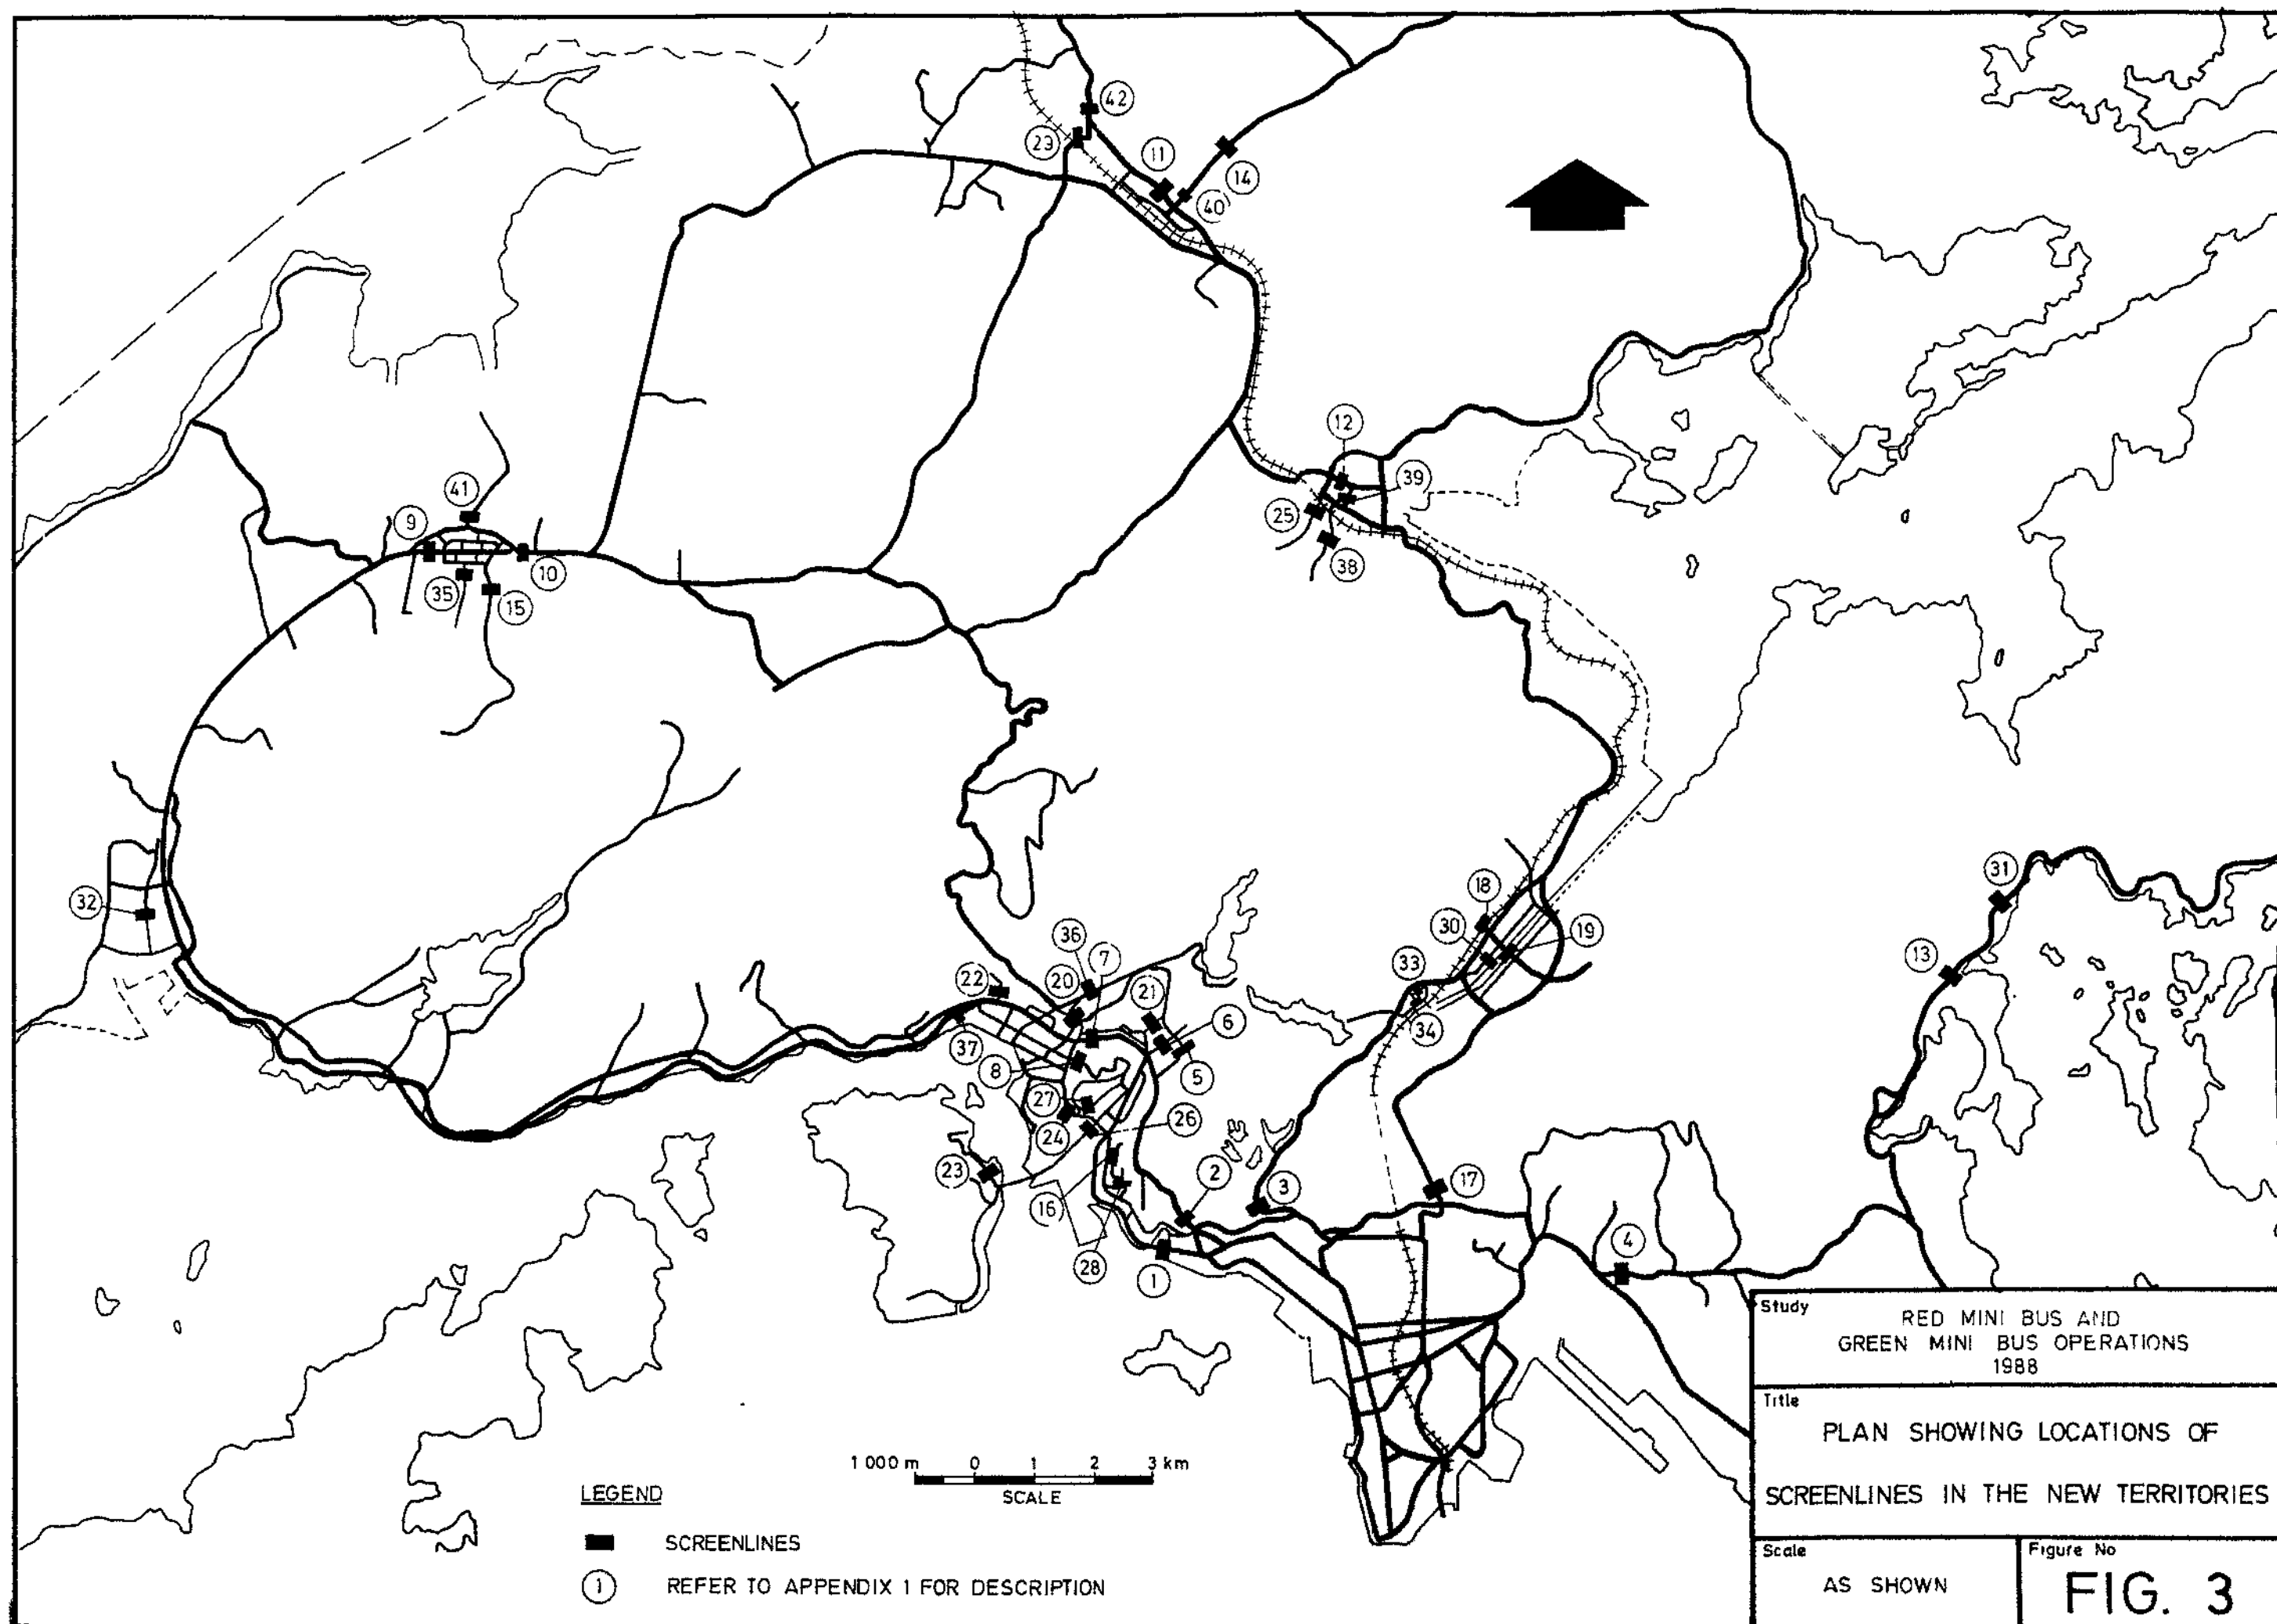 42
29
11
14
40
12
39
25
38
41
9
10
35
15
32
31
13
18
30
19
33
34
36
7
22
20
21
6
37
8
5
27
24
26
23
16
2
3
17
28
1
4
1 000 m 0 1 2 3 km
SCALE
LEGEND
SCREENLINES
1 REFER TO APPENDIX 1 FOR DESCRIPTION
Study
RED MINI BUS AND
GREEN MINI BUS OPERATIONS
1988
Title
PLAN SHOWING LOCATIONS OF
SCREENLINES IN THE NEW TERRITORIES
Scale
AS SHOWN
Figure No
FIG. 3